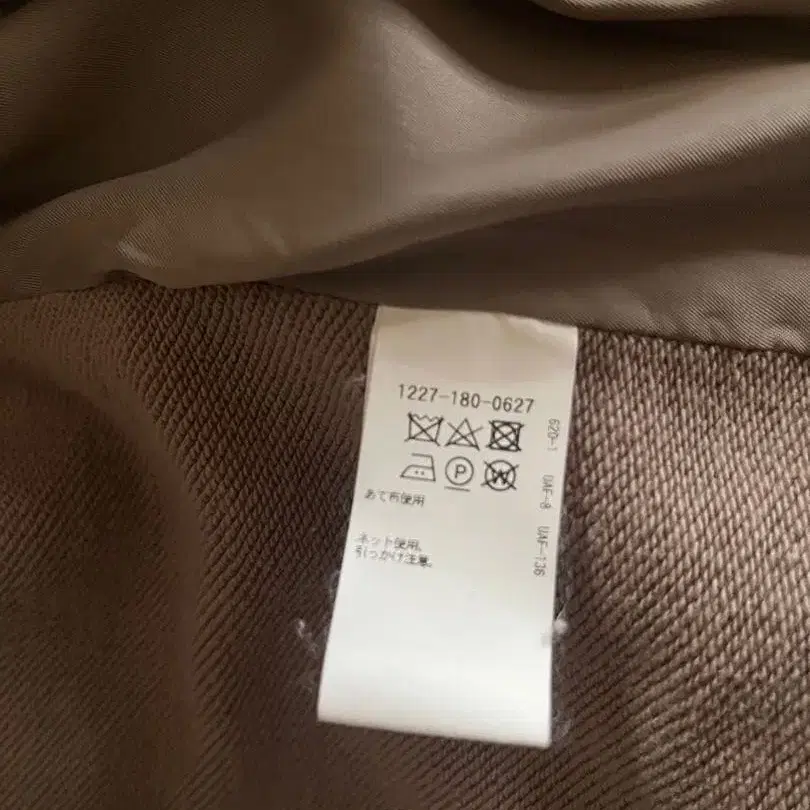 1227-180-0627
P
W
あて布使用
ネット使用。
引っかけ注意。
620-1 UAF-8 UAF-136